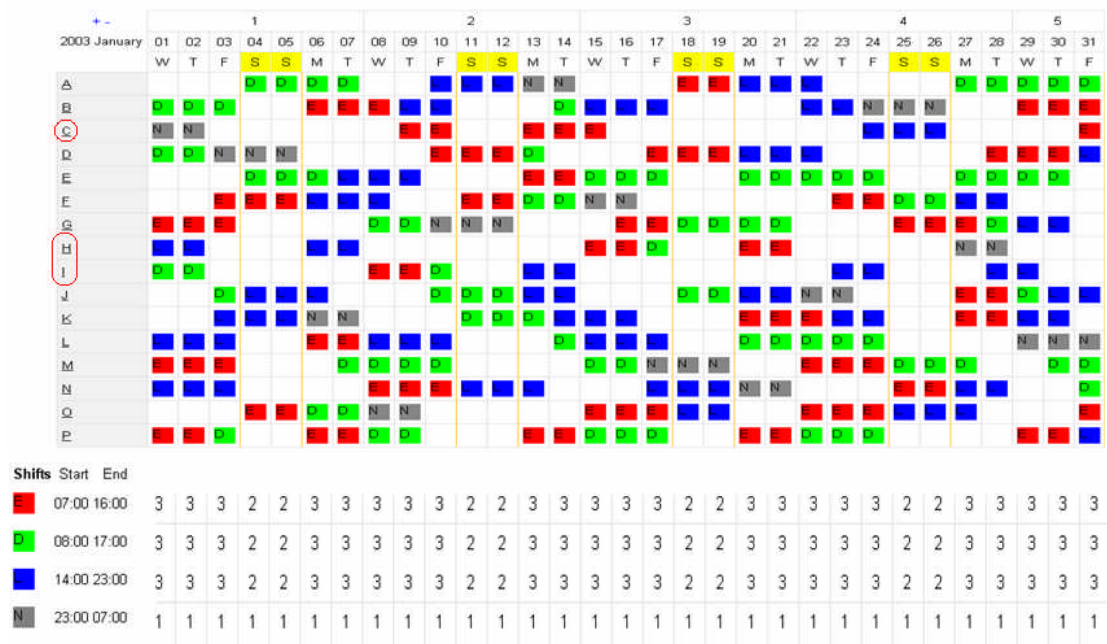 + -
1 2 3 4 5
2003 January 01 02 03 04 05 06 07 08 09 10 11 12 13 14 15 16 17 18 19 20 21 22 23 24 25 26 27 28 29 30 31
W T F S S M T W T F S S M T W T F S S M T W T F S S M T W T F
A D D D D L L L N N E E L L L D D D D D
B D D D E E E L L D L L L L L N N N E E E
C N N E E E E E L L L E
D D D N N N E E E D E E E L L L E E E L
E D D D L L L E E D D D D D D D D D D D D
F E E E L L L E E D D N N E E D D L L
G E E E D D N N N E E D D D D E E E D L L
H L L L L E E D E E N N
I D D E E D L L L L L L
J D L L L D D D L L D D L L N N E E D L L
K L L L N N D D D L L L E E E L L E E L L
L L L L E E L L L D L L L D D D D D N N N
M E E E D D D D D D N N N E E E D D D D D
N L L L E E E L L L L L L N N E E L L D
O E E D D N N E E E L L E E E L L L E
P E E D E E D D E E D D D E E D D D E E L
Shifts Start End
E 07:00 16:00 3 3 3 2 2 3 3 3 3 3 2 2 3 3 3 3 3 2 2 3 3 3 3 3 2 2 3 3 3 3 3
D 08:00 17:00 3 3 3 2 2 3 3 3 3 3 2 2 3 3 3 3 3 2 2 3 3 3 3 3 2 2 3 3 3 3 3
L 14:00 23:00 3 3 3 2 2 3 3 3 3 3 2 2 3 3 3 3 3 2 2 3 3 3 3 3 2 2 3 3 3 3 3
N 23:00 07:00 1 1 1 1 1 1 1 1 1 1 1 1 1 1 1 1 1 1 1 1 1 1 1 1 1 1 1 1 1 1 1